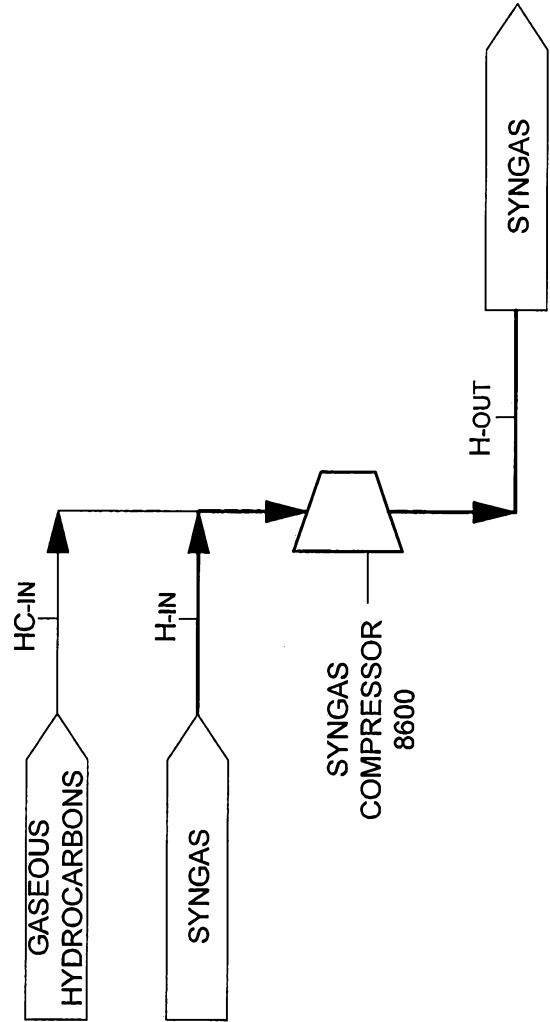 GASEOUS
HYDROCARBONS
HC-IN
SYNGAS
H-IN
SYNGAS
COMPRESSOR
8600
H-OUT
SYNGAS